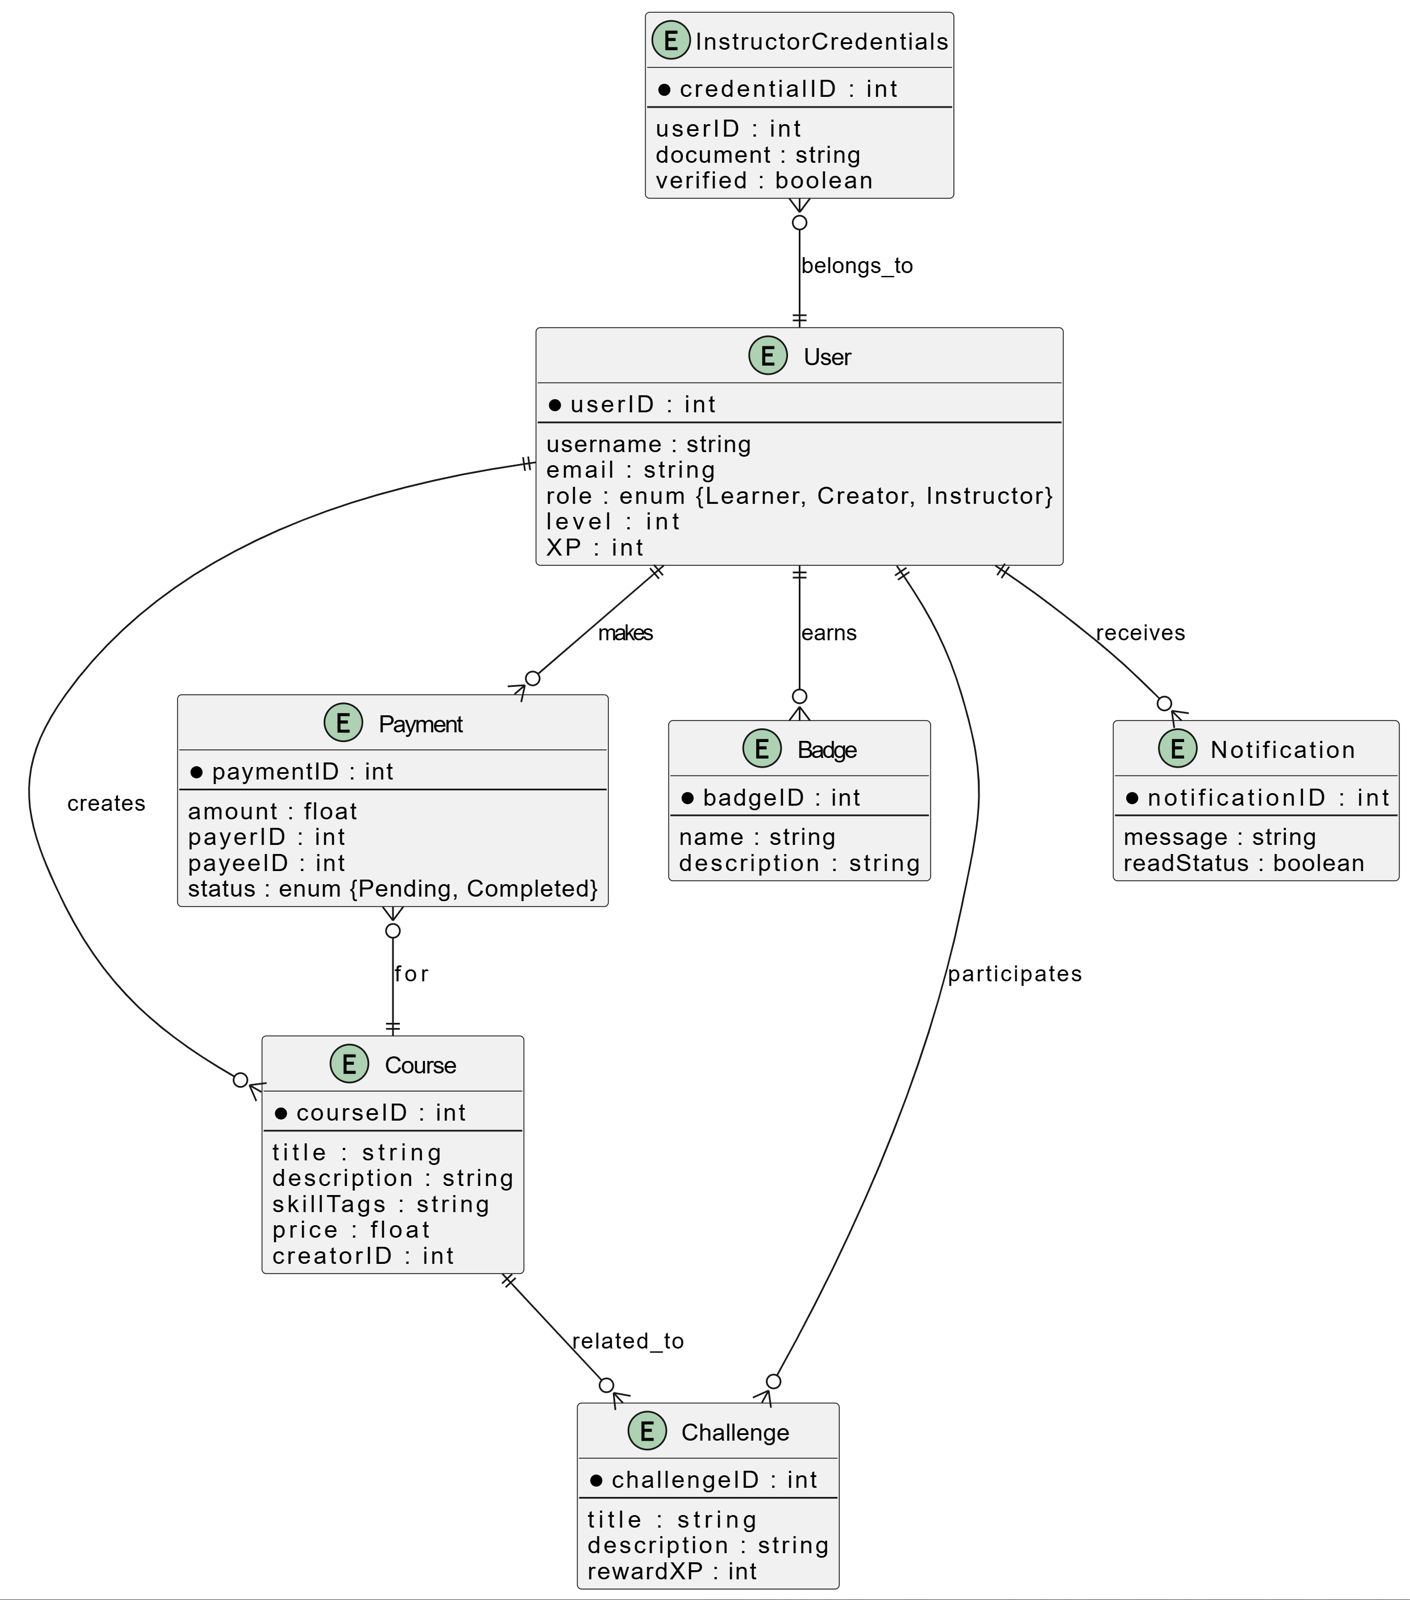 E InstructorCredentials
credentialID : int
userID : int
document : string
verified : boolean
belongs_to
E User
userID : int
username : string
email : string
role : enum {Learner, Creator, Instructor}
level : int
XP : int
makes
earns
receives
E Payment
paymentID : int
amount : float
payerID : int
payeeID : int
status : enum {Pending, Completed}
E Badge
badgeID : int
name : string
description : string
E Notification
notificationID : int
message : string
readStatus : boolean
creates
for
participates
E Course
courseID : int
title : string
description : string
skillTags : string
price : float
creatorID : int
related_to
E Challenge
challengeID : int
title : string
description : string
rewardXP : int